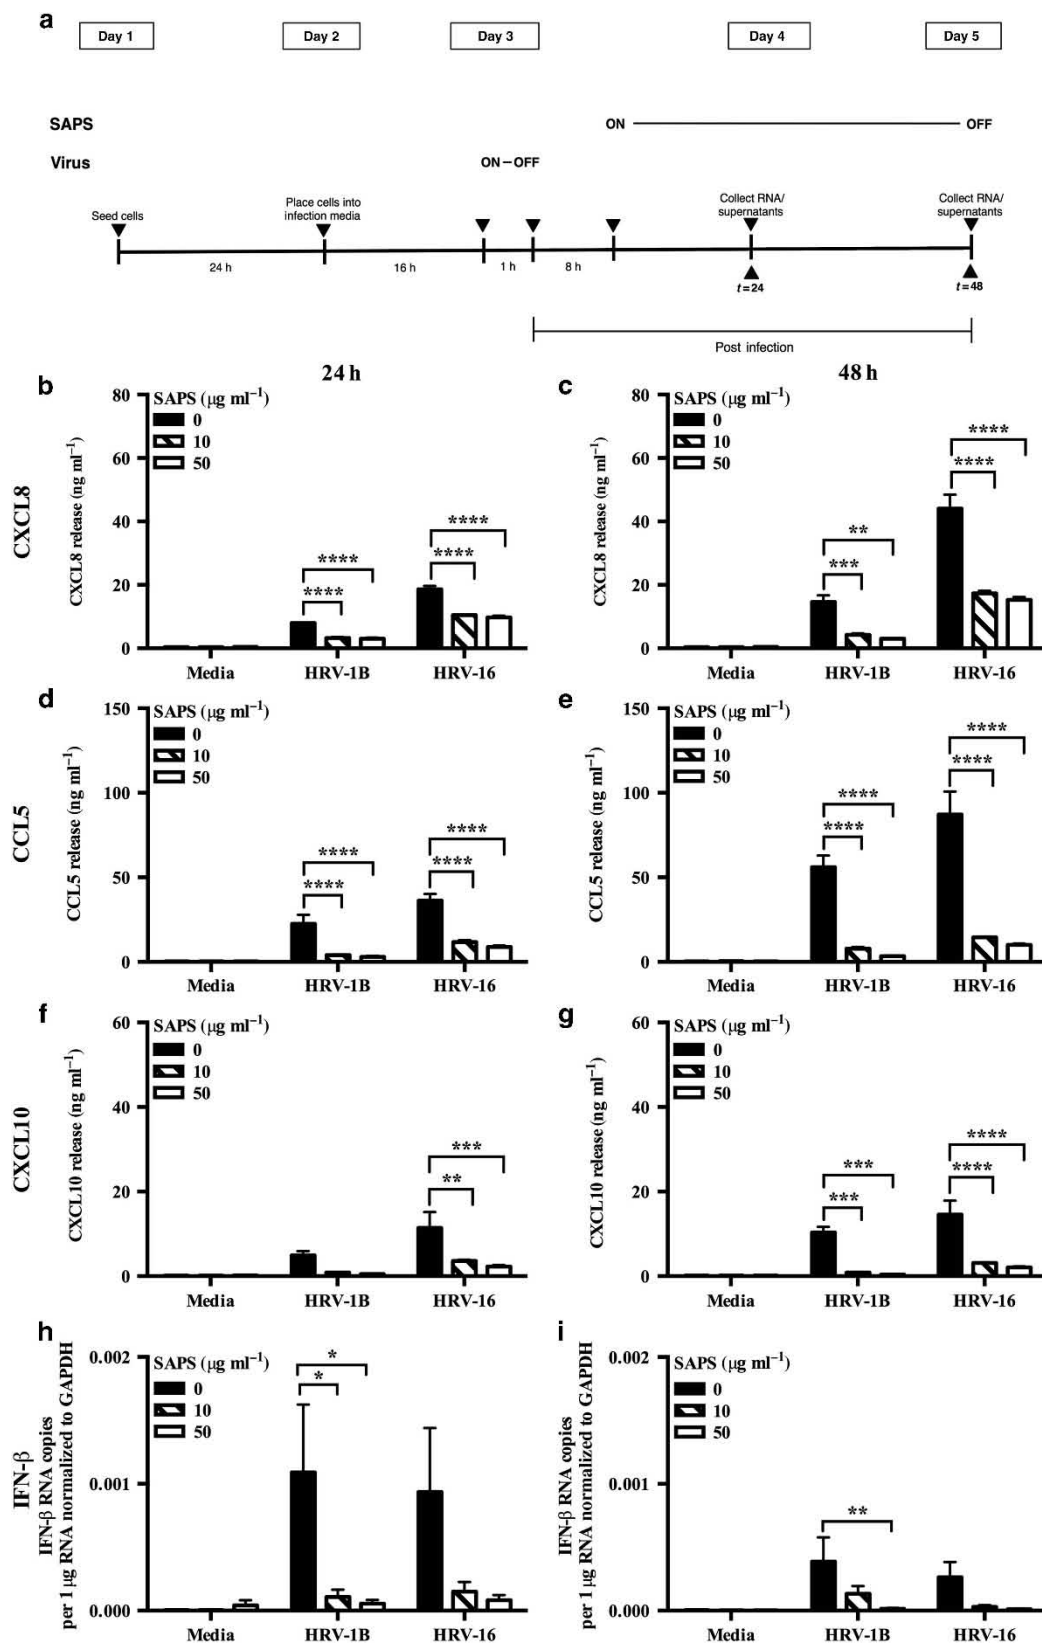 a
Day 1 Day 2 Day 3 Day 4 Day 5
SAPS ON OFF
Virus ON – OFF
Seed cells
Place cells into
infection media
Collect RNA/
supernatants
Collect RNA/
supernatants
24 h 16 h 1 h 8 h
t = 24 t = 48
Post infection
24 h 48 h
b
CXCL8
CXCL8 release (ng ml⁻¹)
80
60
40
20
0
SAPS (μg ml⁻¹)
0
10
50
****
****
****
****
Media HRV-1B HRV-16
c
CXCL8 release (ng ml⁻¹)
80
60
40
20
0
SAPS (μg ml⁻¹)
0
10
50
**
***
****
****
Media HRV-1B HRV-16
d
CCL5
CCL5 release (ng ml⁻¹)
150
100
50
0
SAPS (μg ml⁻¹)
0
10
50
****
****
****
****
Media HRV-1B HRV-16
e
CCL5 release (ng ml⁻¹)
150
100
50
0
SAPS (μg ml⁻¹)
0
10
50
****
****
****
****
Media HRV-1B HRV-16
f
CXCL10
CXCL10 release (ng ml⁻¹)
60
40
20
0
SAPS (μg ml⁻¹)
0
10
50
***
**
Media HRV-1B HRV-16
g
CXCL10 release (ng ml⁻¹)
60
40
20
0
SAPS (μg ml⁻¹)
0
10
50
***
***
****
****
Media HRV-1B HRV-16
h
IFN-β
IFN-β RNA copies
per 1 μg RNA normalized to GAPDH
0.002
0.001
0.000
SAPS (μg ml⁻¹)
0
10
50
*
*
Media HRV-1B HRV-16
i
IFN-β RNA copies
per 1 μg RNA normalized to GAPDH
0.002
0.001
0.000
SAPS (μg ml⁻¹)
0
10
50
**
Media HRV-1B HRV-16